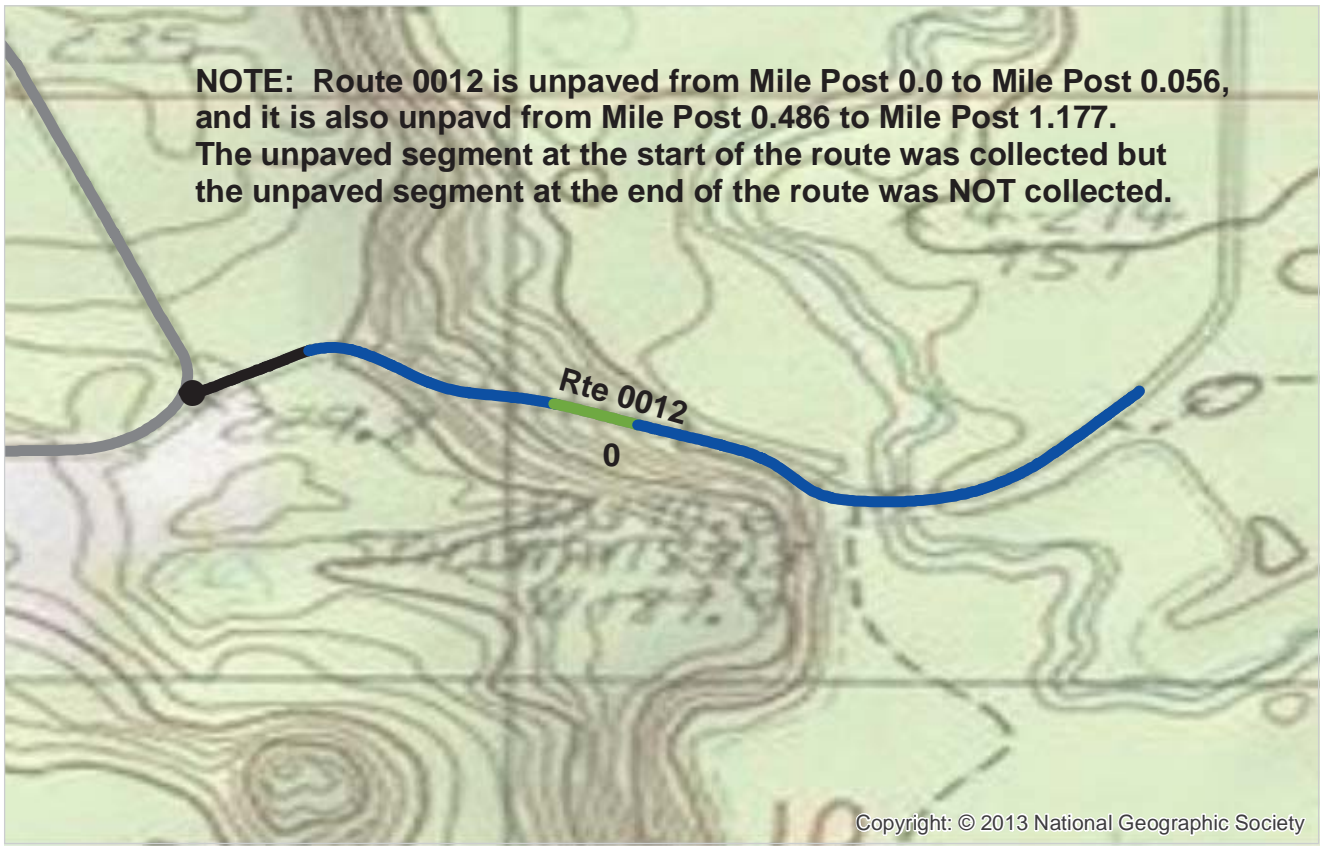 235
NOTE: Route 0012 is unpaved from Mile Post 0.0 to Mile Post 0.056,
and it is also unpavd from Mile Post 0.486 to Mile Post 1.177.
The unpaved segment at the start of the route was collected but
the unpaved segment at the end of the route was NOT collected.
Rte 0012
0
10
Copyright: © 2013 National Geographic Society